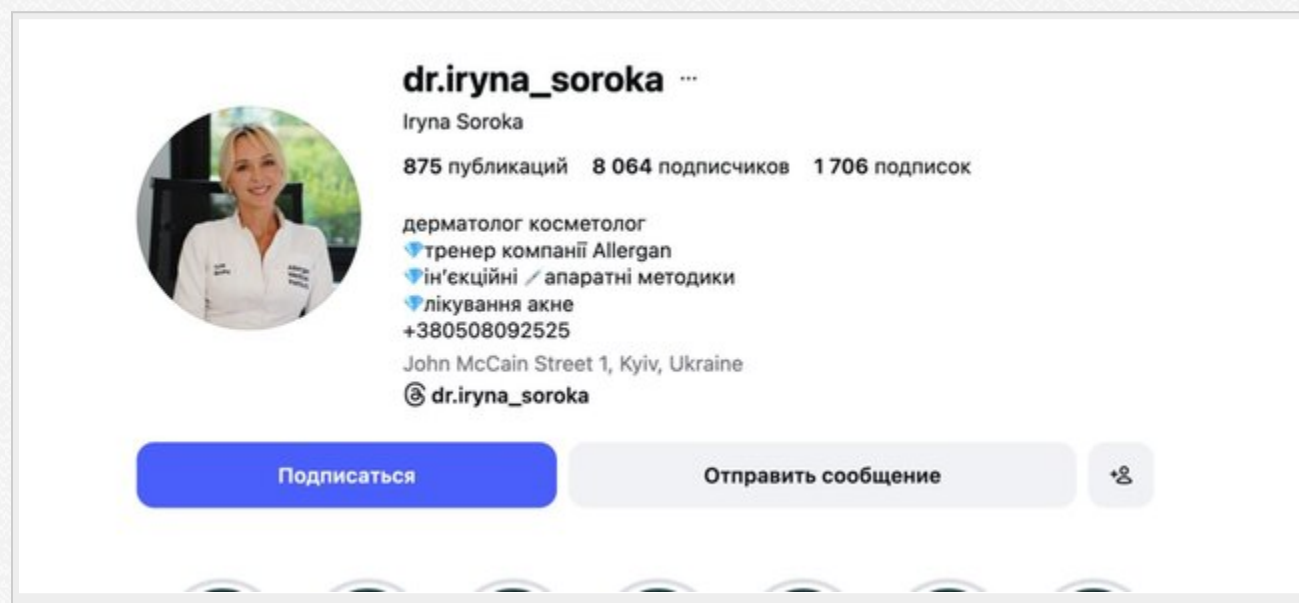 dr.iryna_soroka ...
Iryna Soroka
875 публикаций 8 064 подписчиков 1 706 подписок
дерматолог косметолог
💎тренер компанії Allergan
💎ін'єкційні 💉апаратні методики
💎лікування акне
+380508092525
John McCain Street 1, Kyiv, Ukraine
dr.iryna_soroka
Подписаться
Отправить сообщение